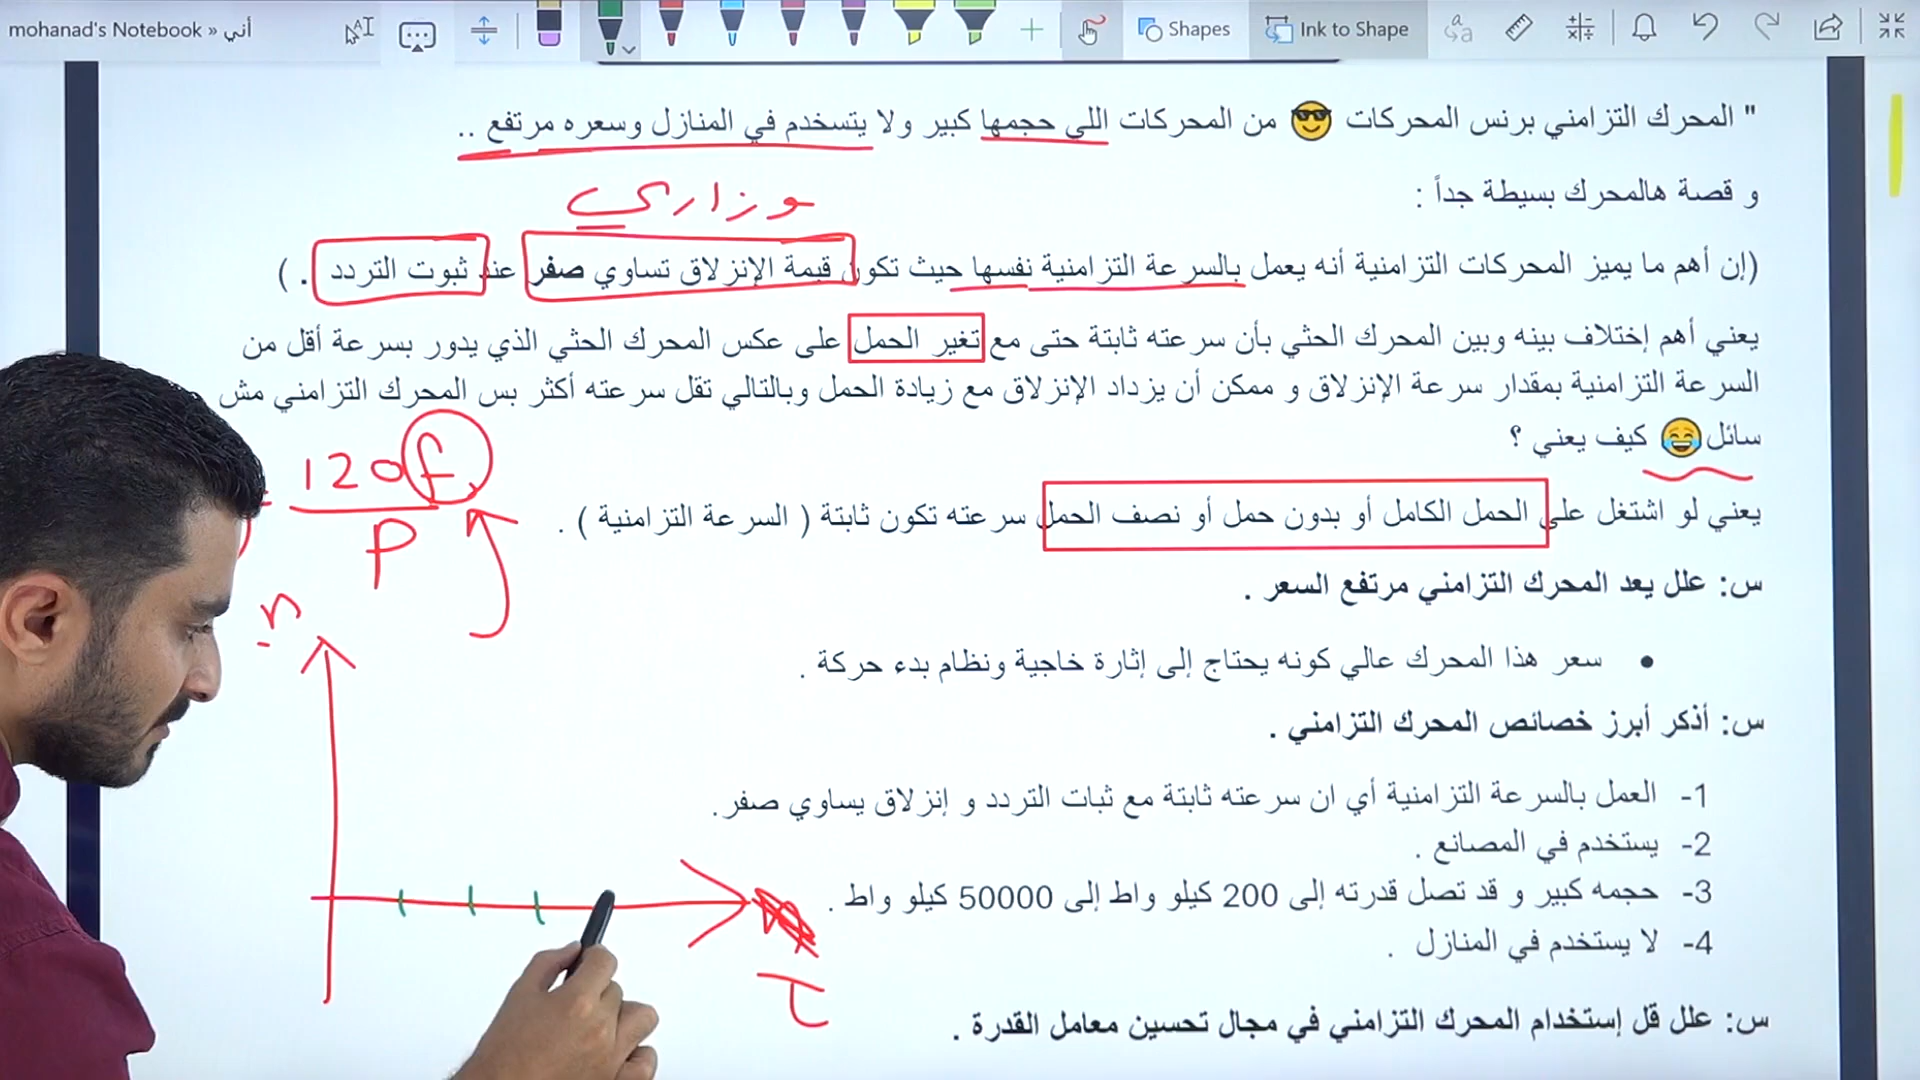 mohanad's Notebook » أني
Shapes
Ink to Shape
" المحرك التزامني برنس المحركات 😎 من المحركات اللي حجمها كبير ولا يتسخدم في المنازل وسعره مرتفع ..
وزاري
و قصة هالمحرك بسيطة جداً :
(إن أهم ما يميز المحركات التزامنية أنه يعمل بالسرعة التزامنية نفسها حيث تكون قيمة الإنزلاق تساوي صفر عند ثبوت التردد . )
يعني أهم إختلاف بينه وبين المحرك الحثي بأن سرعته ثابتة حتى مع تغير الحمل على عكس المحرك الحثي الذي يدور بسرعة أقل من
السرعة التزامنية بمقدار سرعة الإنزلاق و ممكن أن يزداد الإنزلاق مع زيادة الحمل وبالتالي تقل سرعته أكثر بس المحرك التزامني مش
سائل 😂 كيف يعني ؟
120f
P
يعني لو اشتغل على الحمل الكامل أو بدون حمل أو نصف الحمل سرعته تكون ثابتة ( السرعة التزامنية ) .
س: علل يعد المحرك التزامني مرتفع السعر .
n
• سعر هذا المحرك عالي كونه يحتاج إلى إثارة خاجية ونظام بدء حركة .
س: أذكر أبرز خصائص المحرك التزامني .
1- العمل بالسرعة التزامنية أي ان سرعته ثابتة مع ثبات التردد و إنزلاق يساوي صفر.
2- يستخدم في المصانع .
3- حجمه كبير و قد تصل قدرته إلى 200 كيلو واط إلى 50000 كيلو واط .
4- لا يستخدم في المنازل .
س: علل قل إستخدام المحرك التزامني في مجال تحسين معامل القدرة .